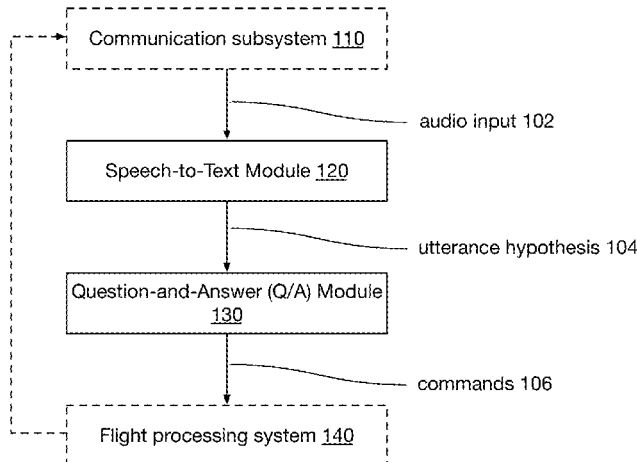 Communication subsystem 110
audio input 102
Speech-to-Text Module 120
utterance hypothesis 104
Question-and-Answer (Q/A) Module
130
commands 106
Flight processing system 140